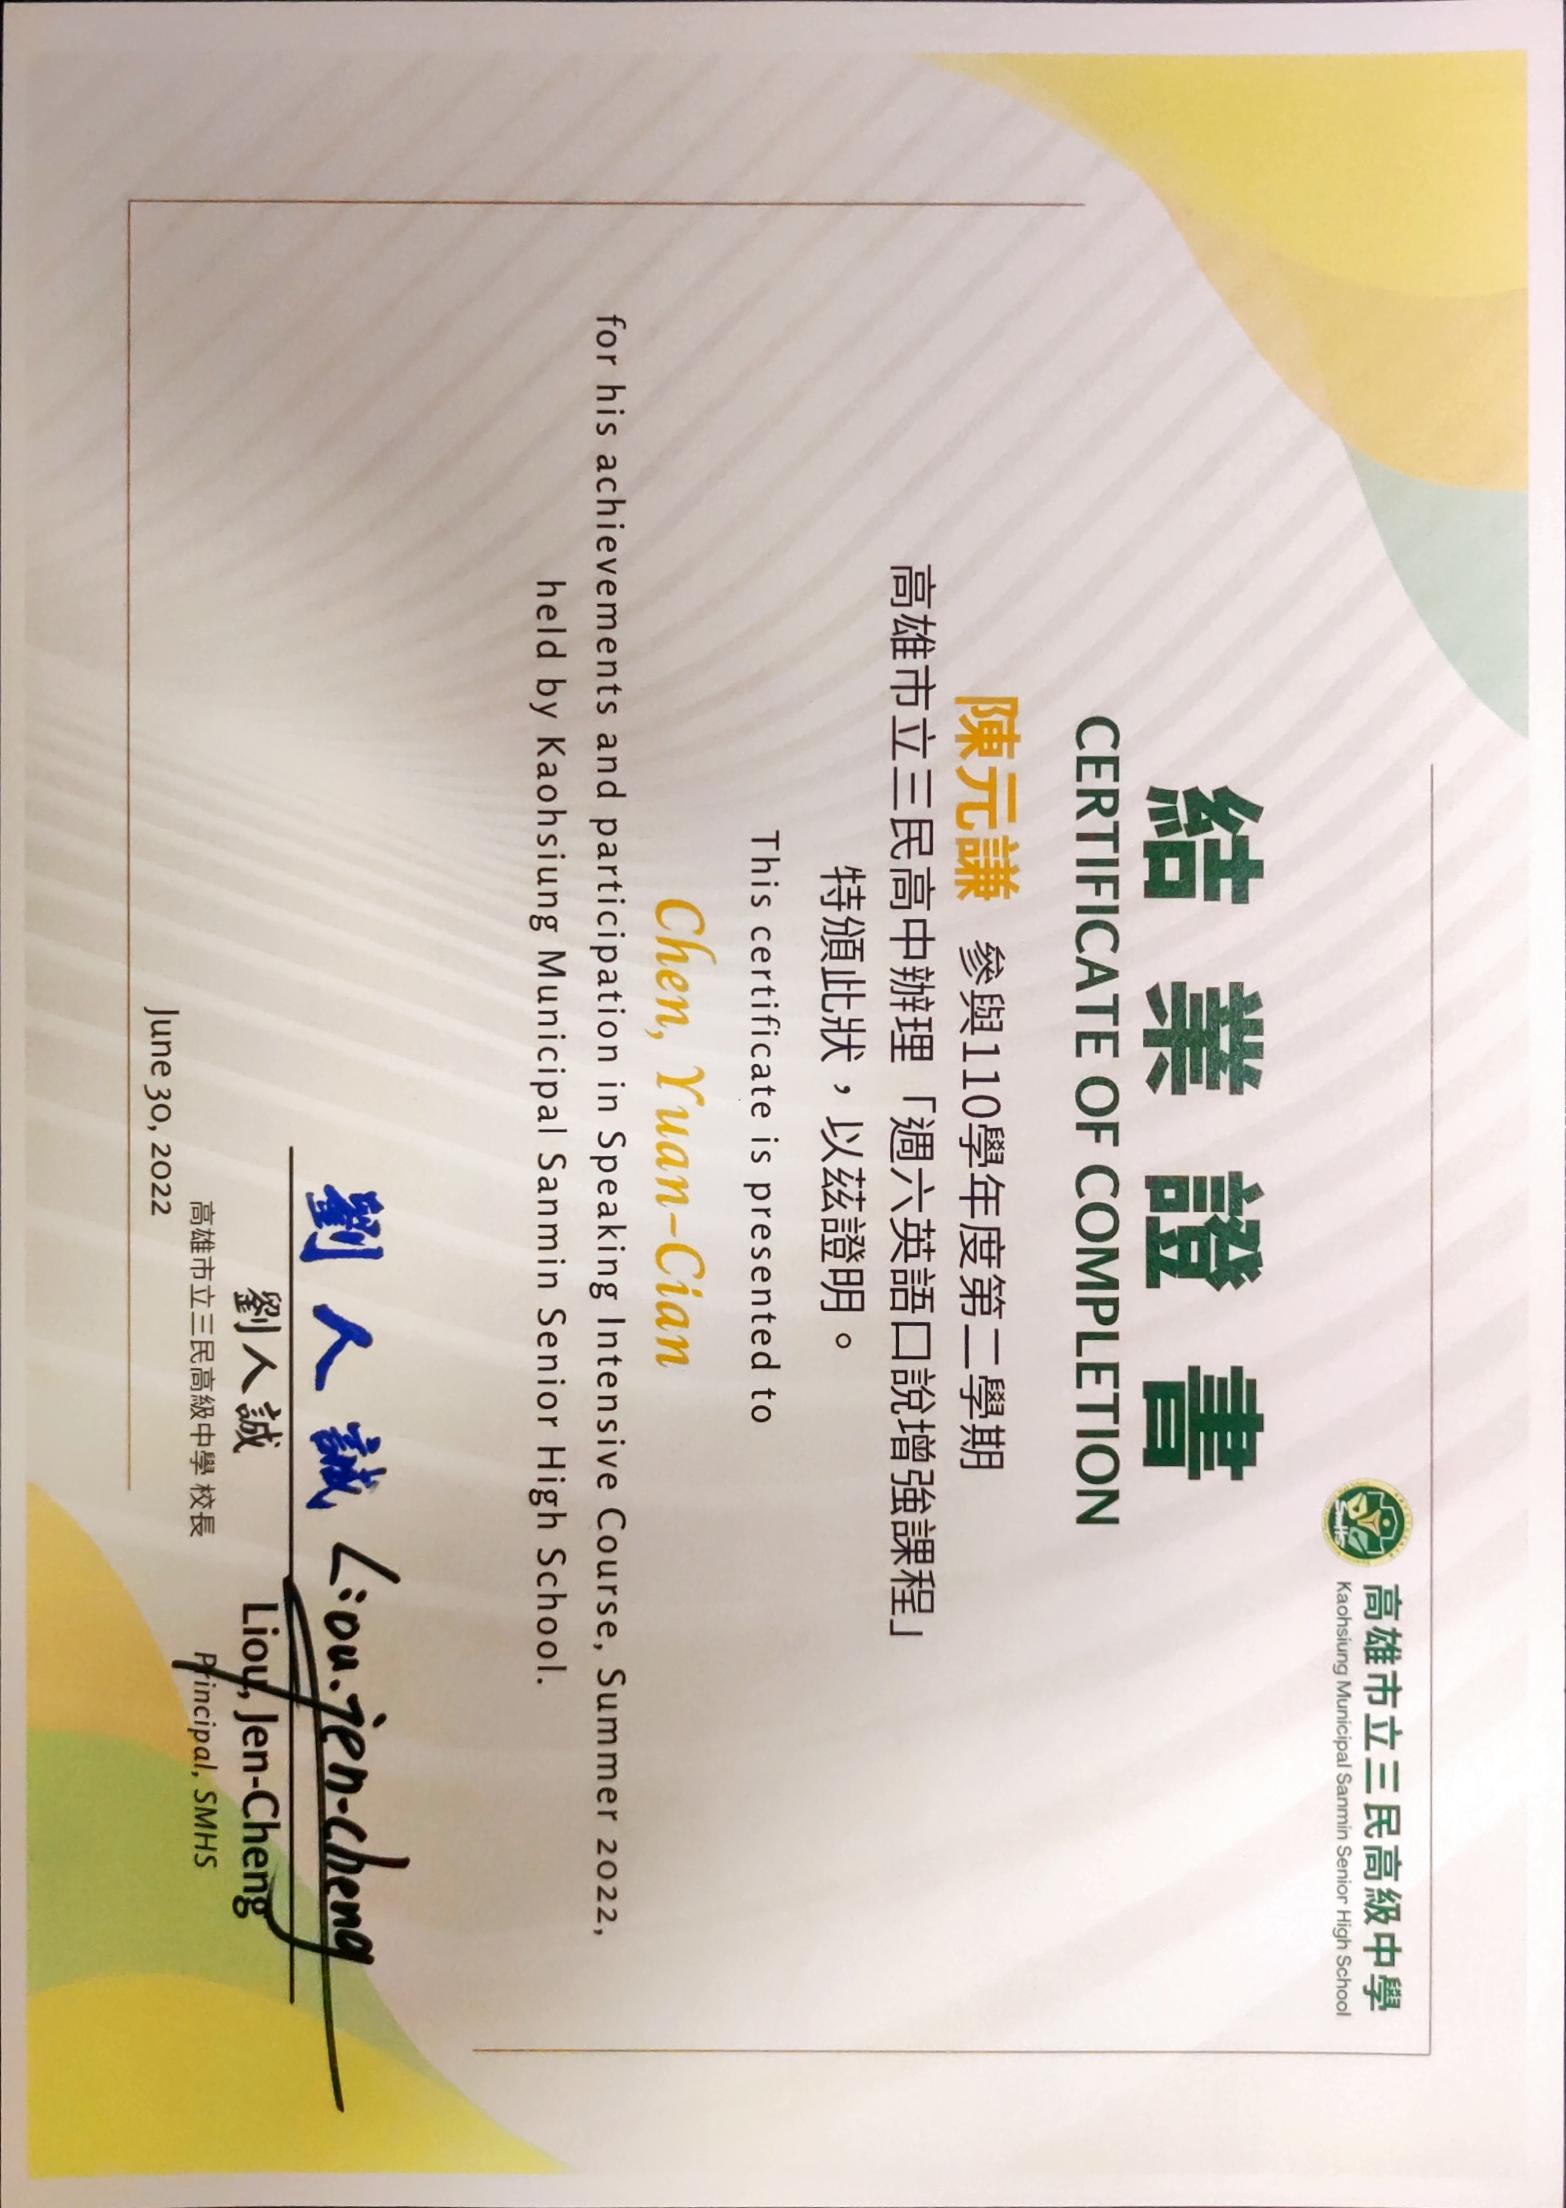 高雄市立三民高級中學
Kaohsiung Municipal Sanmin Senior High School
結業證書
CERTIFICATE OF COMPLETION
陳元謙 參與110學年度第二學期
高雄市立三民高中辦理「週六英語口說增強課程」
特頒此狀,以茲證明。
This certificate is presented to
Chen, Yuan-Cian
for his achievements and participation in Speaking Intensive Course, Summer 2022,
held by Kaohsiung Municipal Sanmin Senior High School.
劉人誠 Liou.jen-cheng
劉人誠 Liou, Jen-Cheng
高雄市立三民高級中學 校長 Principal, SMHS
June 30, 2022